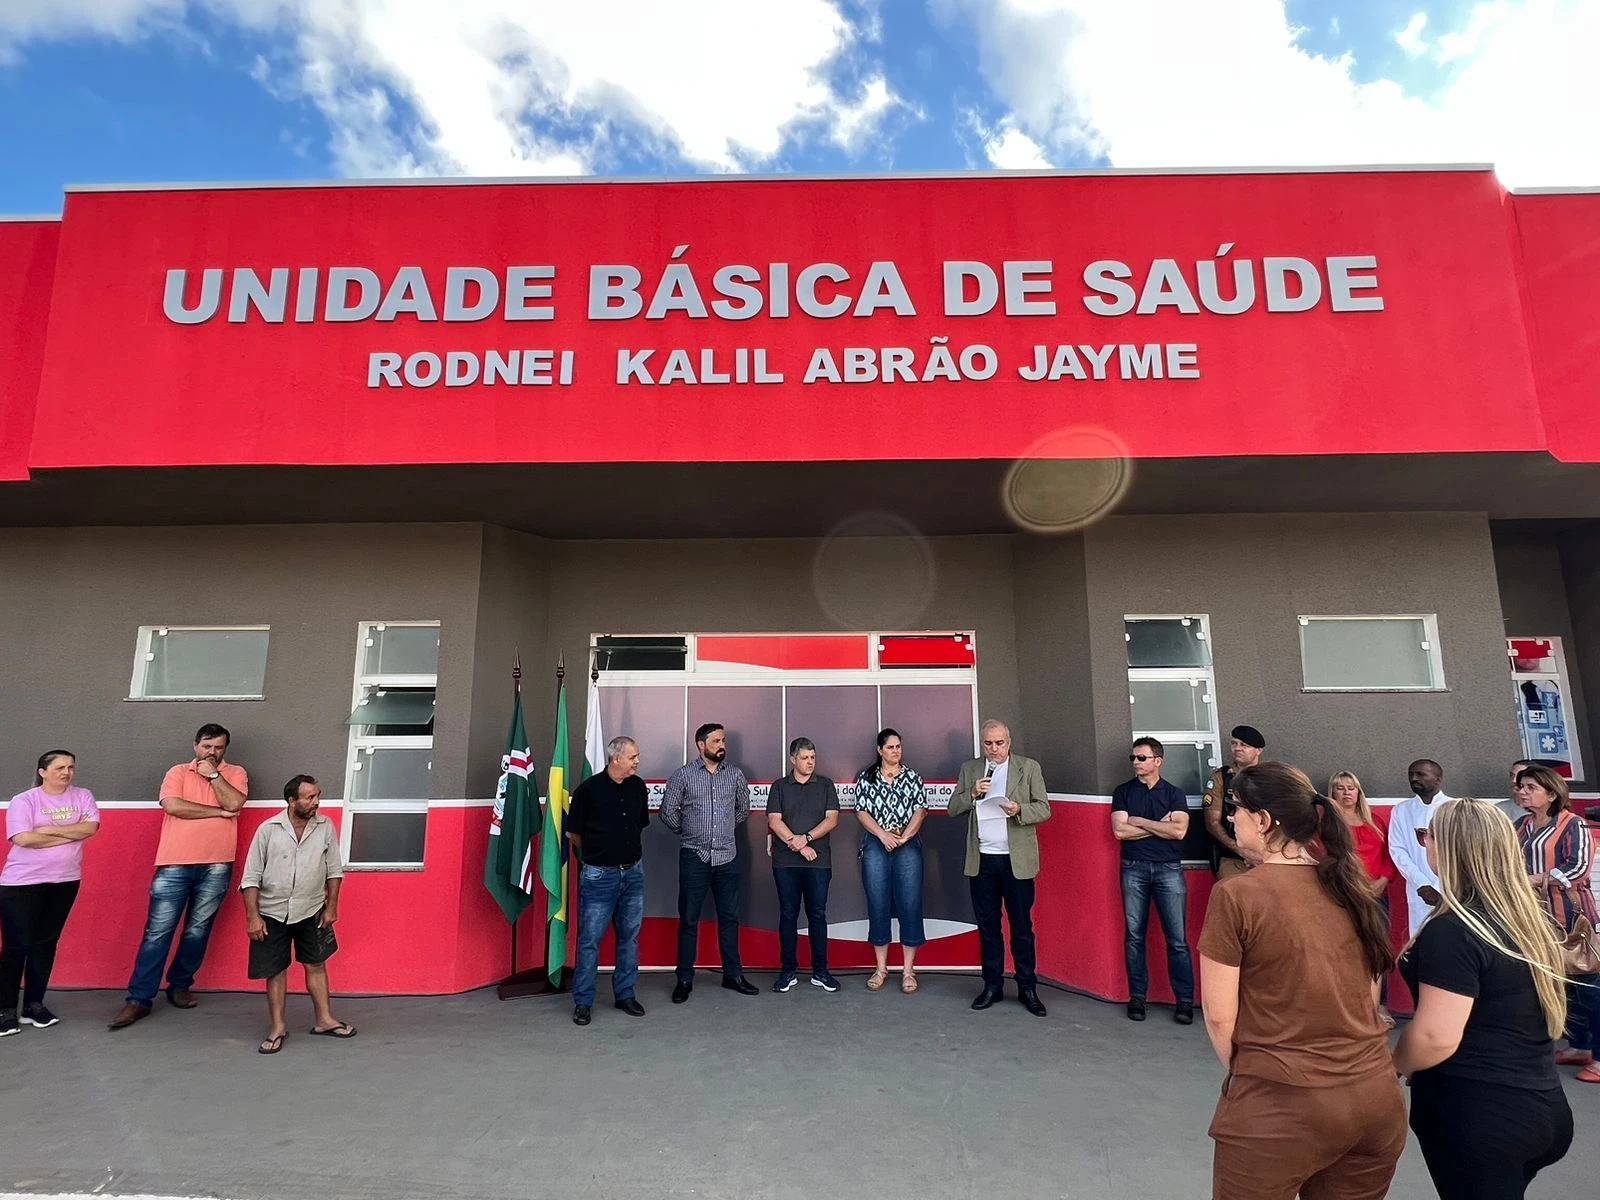 UNIDADE BÁSICA DE SAÚDE
RODNEI KALIL ABRÃO JAYME